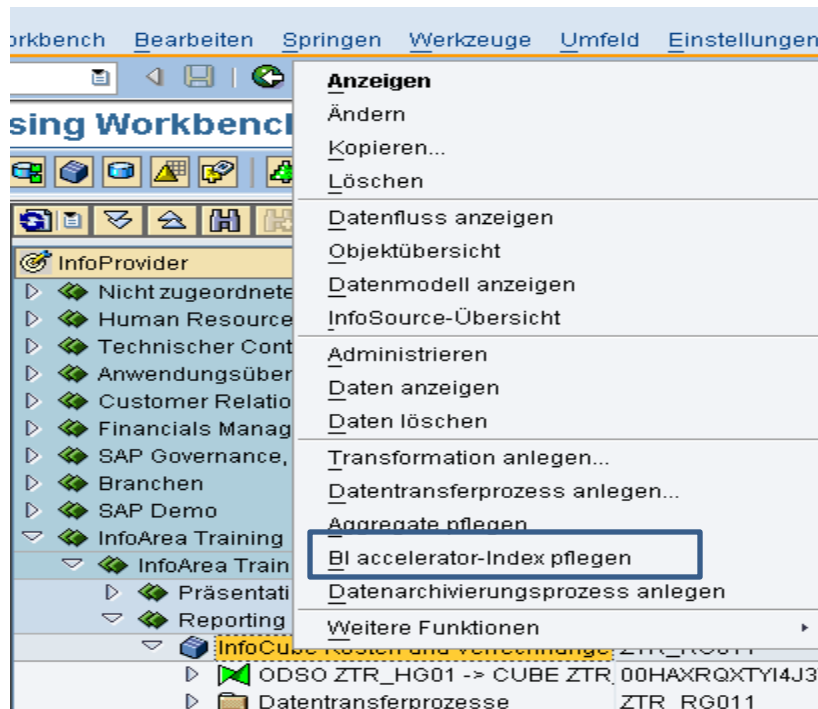 orkbench Bearbeiten Springen Werkzeuge Umfeld Einstellungen
sing Workbench
Anzeigen
Ändern
Kopieren...
Löschen
Datenfluss anzeigen
Objektübersicht
Datenmodell anzeigen
InfoSource-Übersicht
Administrieren
Daten anzeigen
Daten löschen
Transformation anlegen...
Datentransferprozess anlegen...
Aggregate pflegen
BI accelerator-Index pflegen
Datenarchivierungsprozess anlegen
Weitere Funktionen
InfoProvider
Nicht zugeordnete
Human Resource
Technischer Cont
Anwendungsüber
Customer Relatio
Financials Manag
SAP Governance,
Branchen
SAP Demo
InfoArea Training
InfoArea Train
Präsentati
Reporting
InfoCube Kosten und Verrechnunge ZTR_RG011
ODSO ZTR_HG01 -> CUBE ZTR_ 00HAXRQXTYI4J3
Datentransferprozesse ZTR_RG011